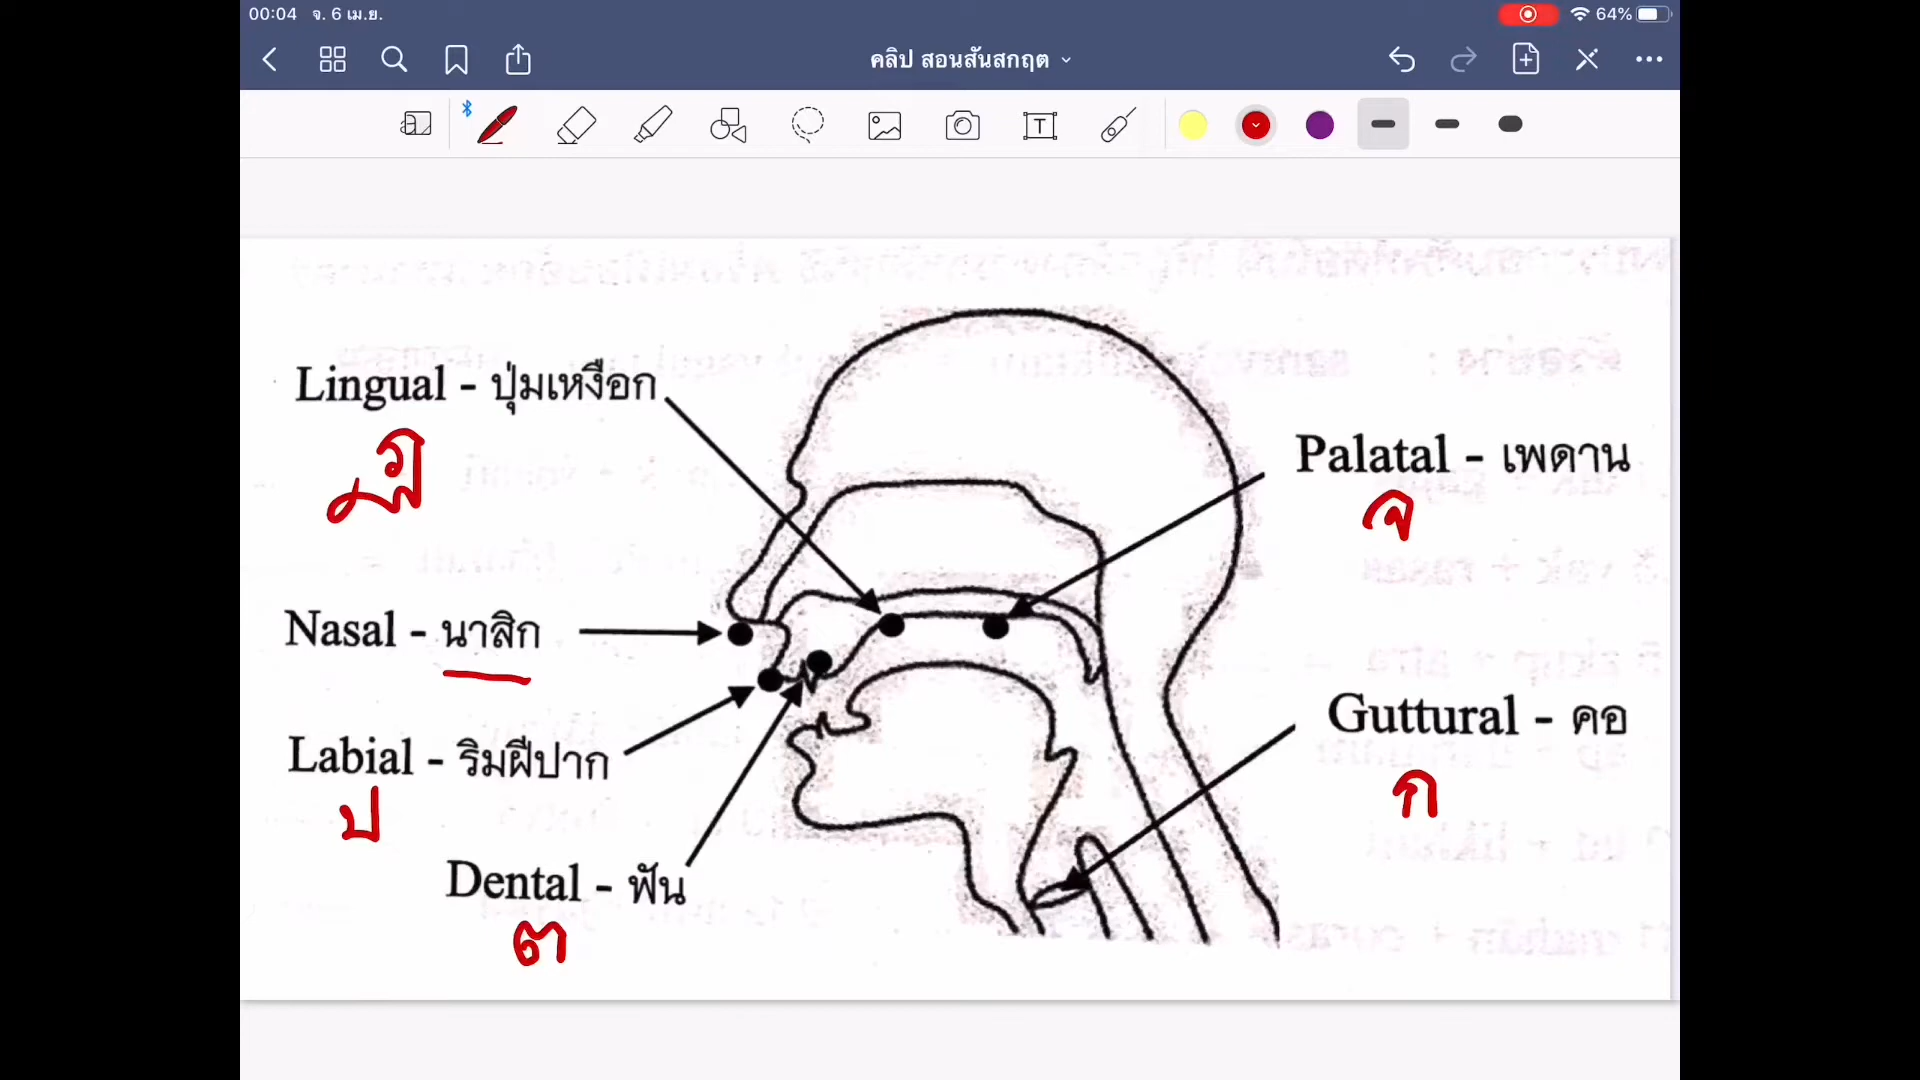 00:04 จ. 6 เม.ย.
64%
คลิป สอนสันสกฤต
Lingual - ปุ่มเหงือก
ฏ
Palatal - เพดาน
จ
Nasal - นาสิก
Guttural - คอ
ก
Labial - ริมฝีปาก
ป
Dental - ฟัน
ต